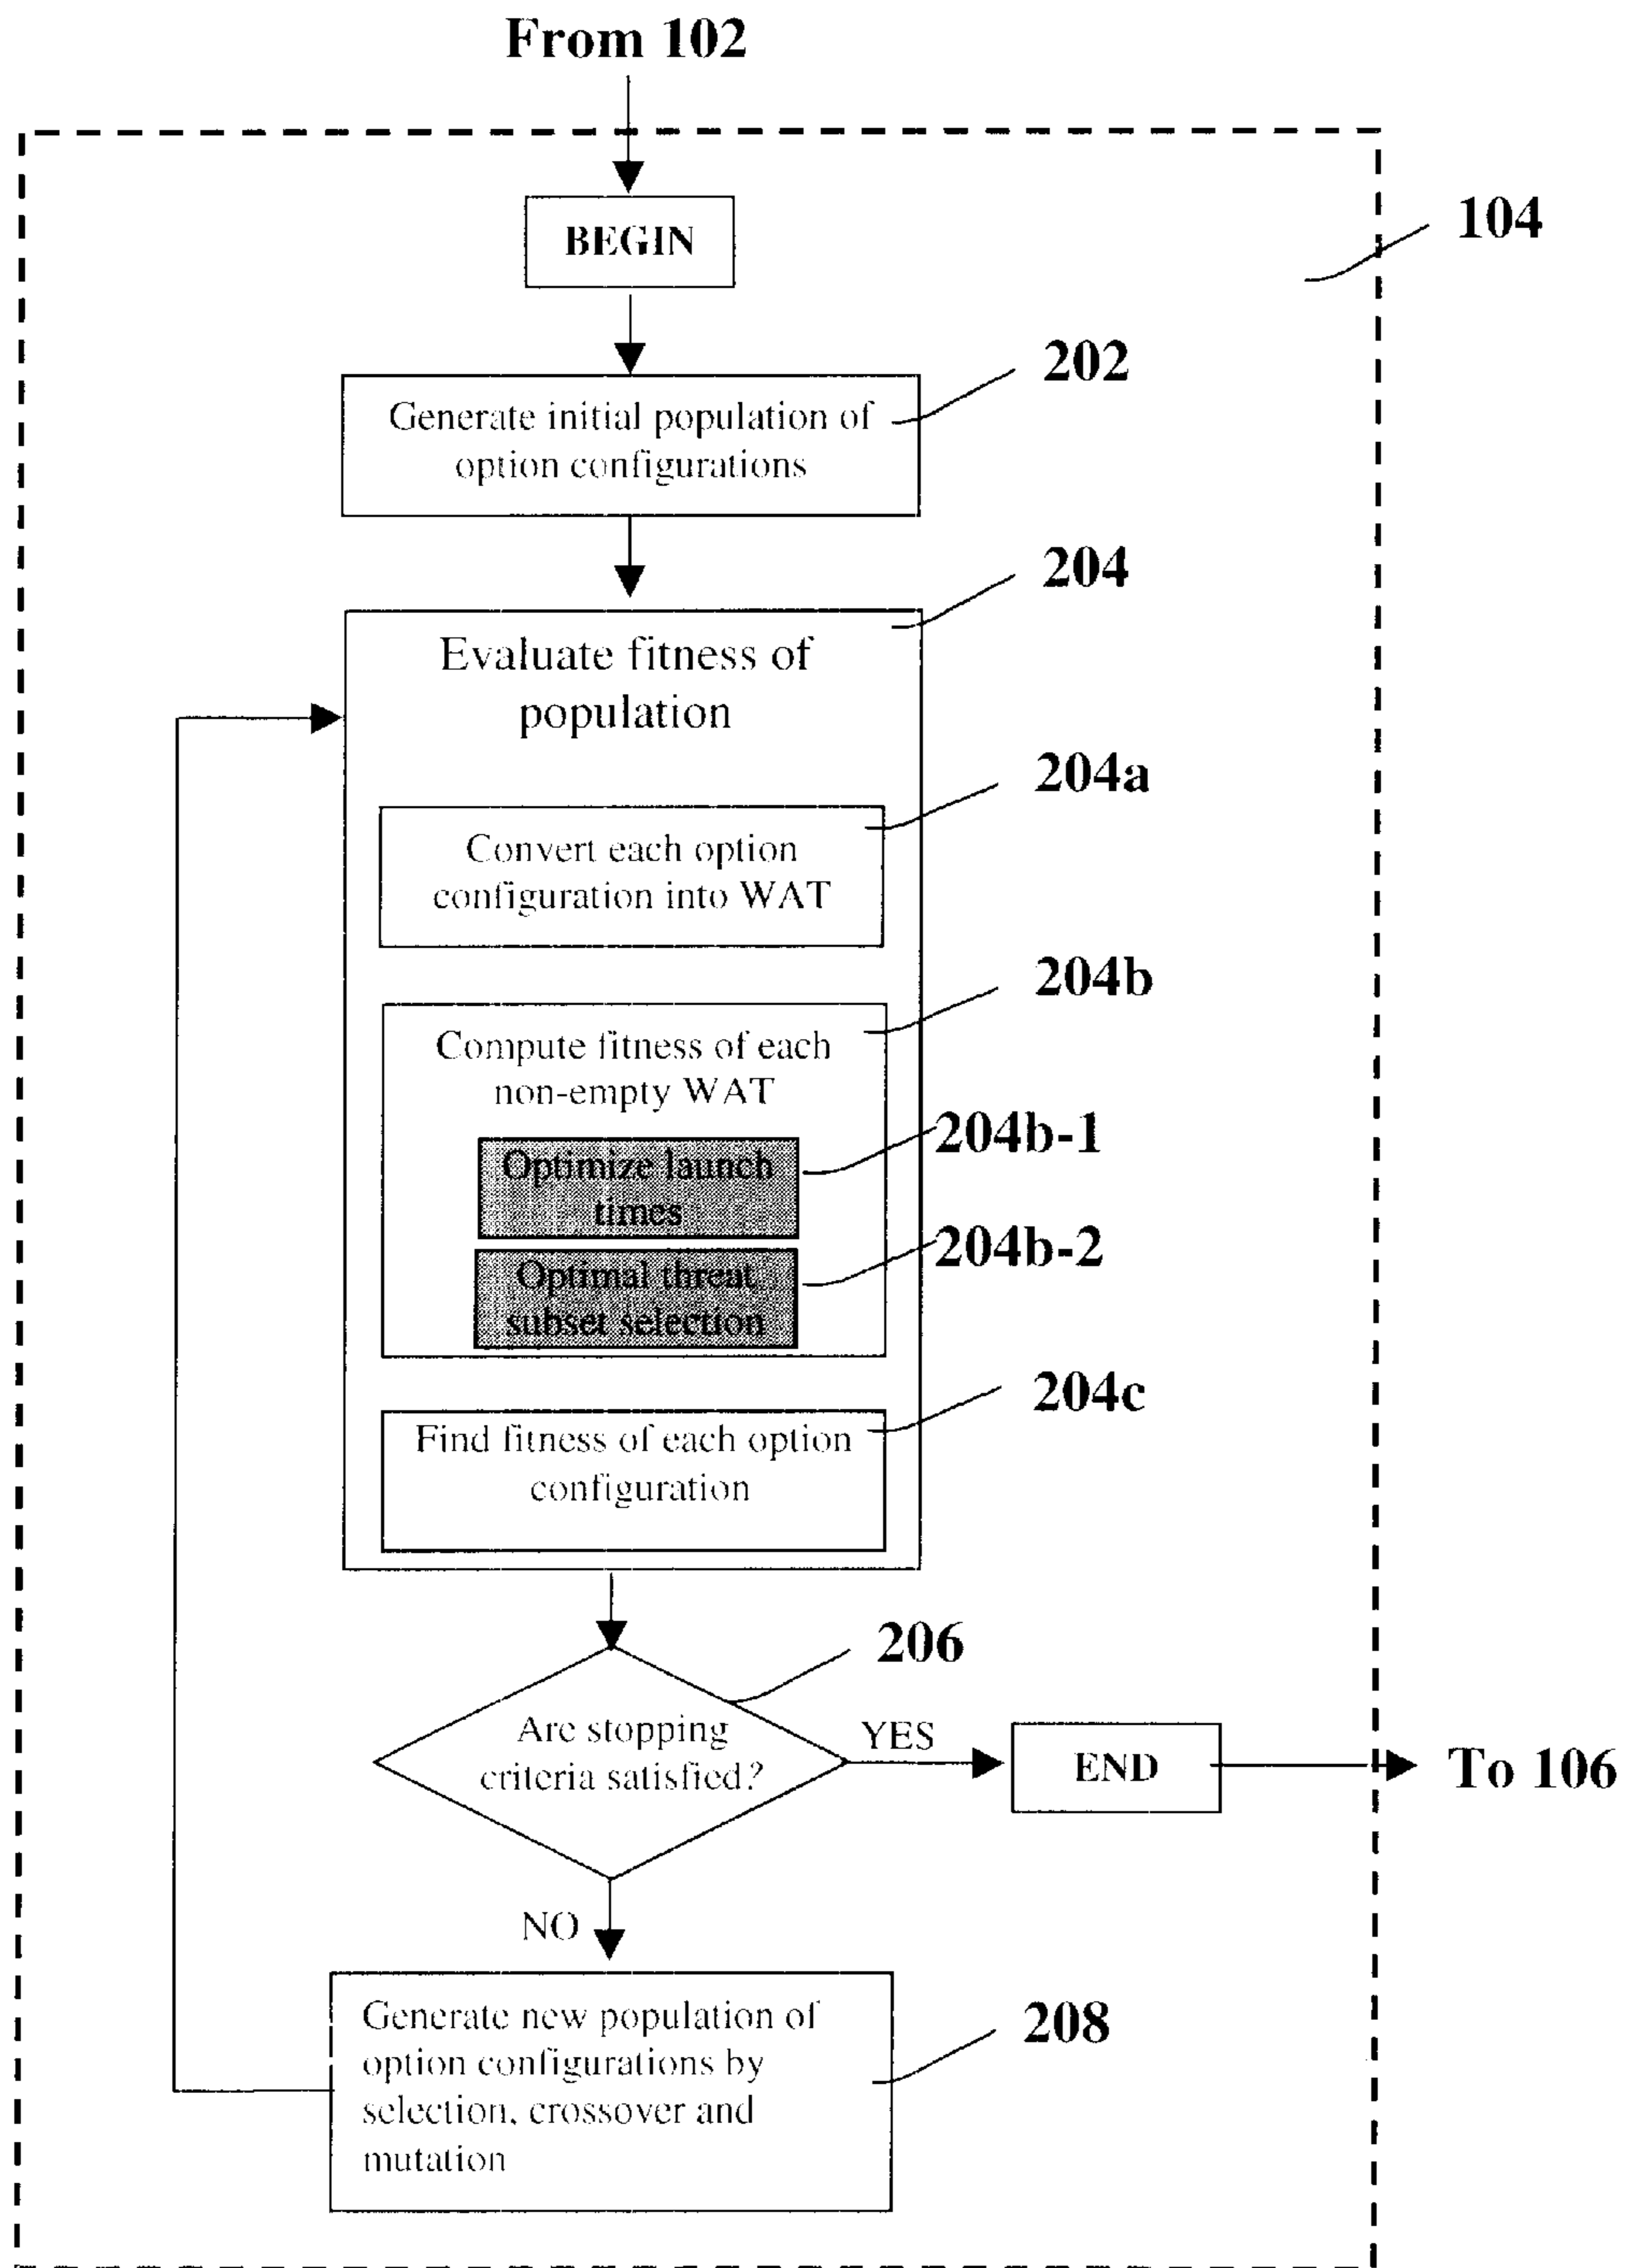 From 102
BEGIN
104
202
Generate initial population of
option configurations
204
Evaluate fitness of
population
204a
Convert each option
configuration into WAT
204b
Compute fitness of each
non-empty WAT
204b-1
Optimize launch
times
204b-2
Optimal threat
subset selection
204c
Find fitness of each option
configuration
206
Are stopping
criteria satisfied?
YES
END
To 106
NO
208
Generate new population of
option configurations by
selection, crossover and
mutation